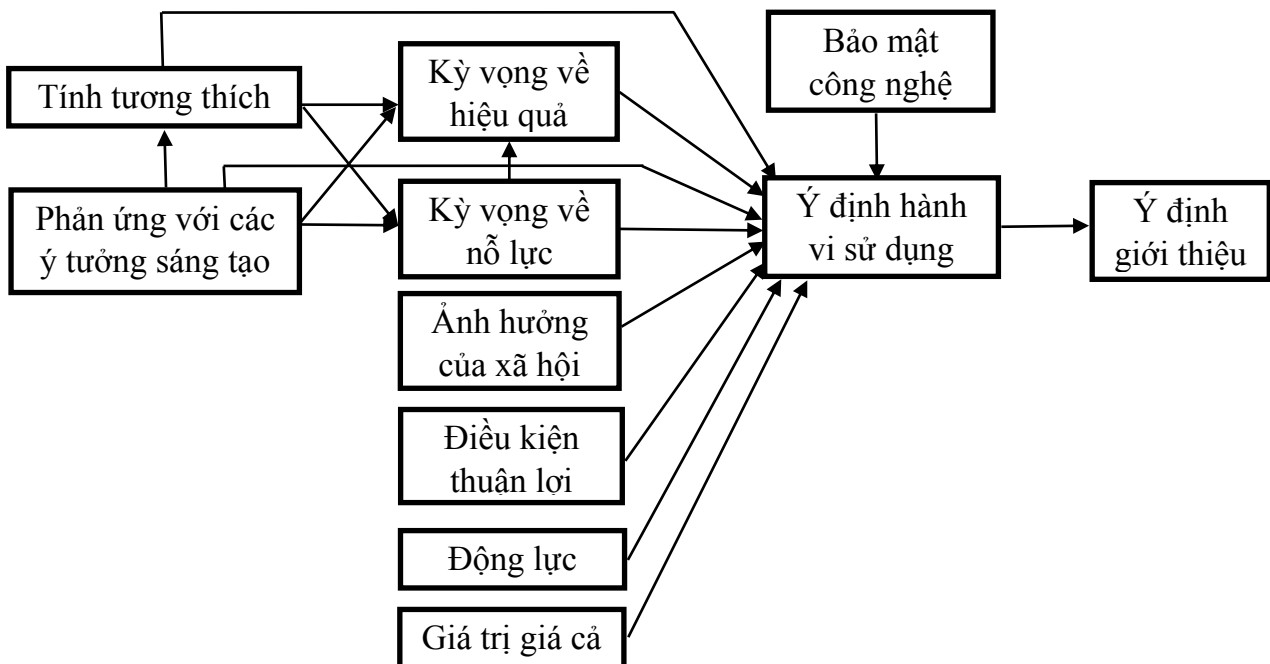 Tính tương thích
Phản ứng với các
ý tưởng sáng tạo
Kỳ vọng về
hiệu quả
Kỳ vọng về
nỗ lực
Ảnh hưởng
của xã hội
Điều kiện
thuận lợi
Động lực
Giá trị giá cả
Bảo mật
công nghệ
Ý định hành
vi sử dụng
Ý định
giới thiệu